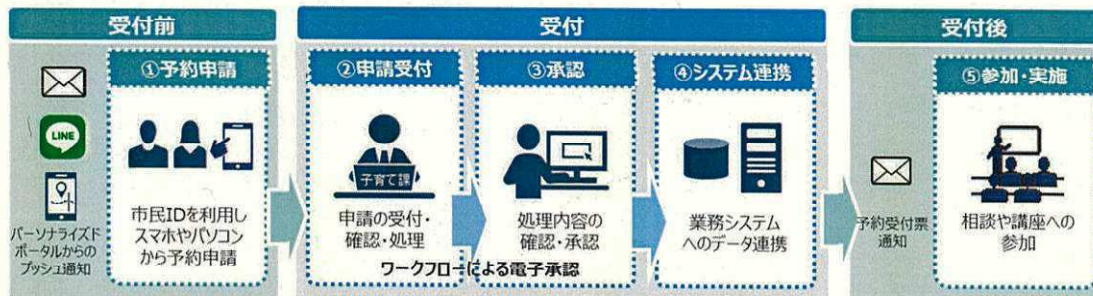 受付前
受付
受付後
①予約申請
②申請受付
③承認
④システム連携
⑤参加・実施
LINE
子育て課
パーソナライズド
ポータルからの
プッシュ通知
市民IDを利用し
スマホやパソコン
から予約申請
申請の受付・
確認・処理
処理内容の
確認・承認
業務システム
へのデータ連携
予約受付票
通知
相談や講座への
参加
ワークフローによる電子承認